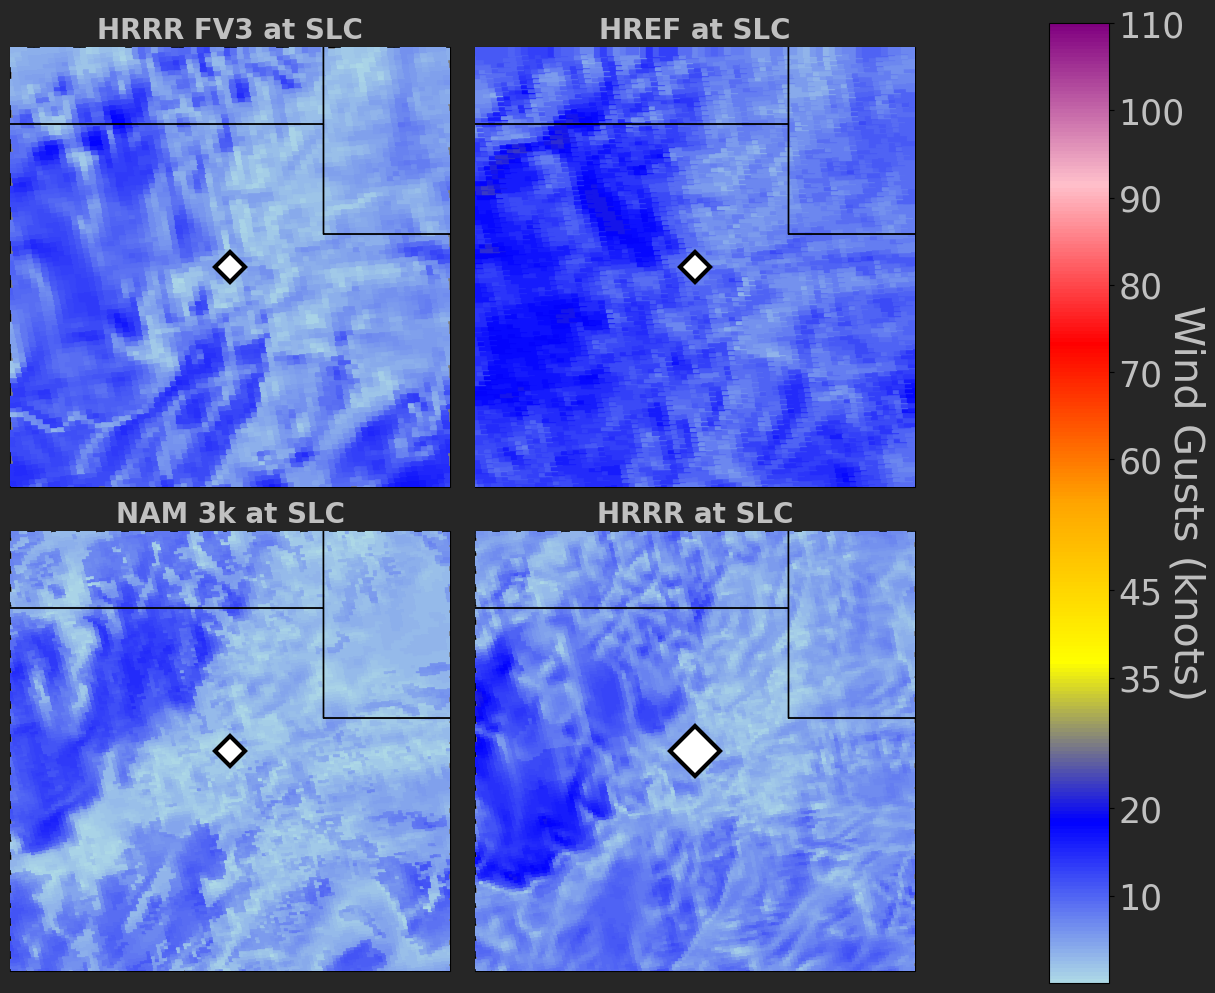 HRRR FV3 at SLC
HREF at SLC
NAM 3k at SLC
HRRR at SLC
110
100
90
80
70
60
45
35
20
10
Wind Gusts (knots)